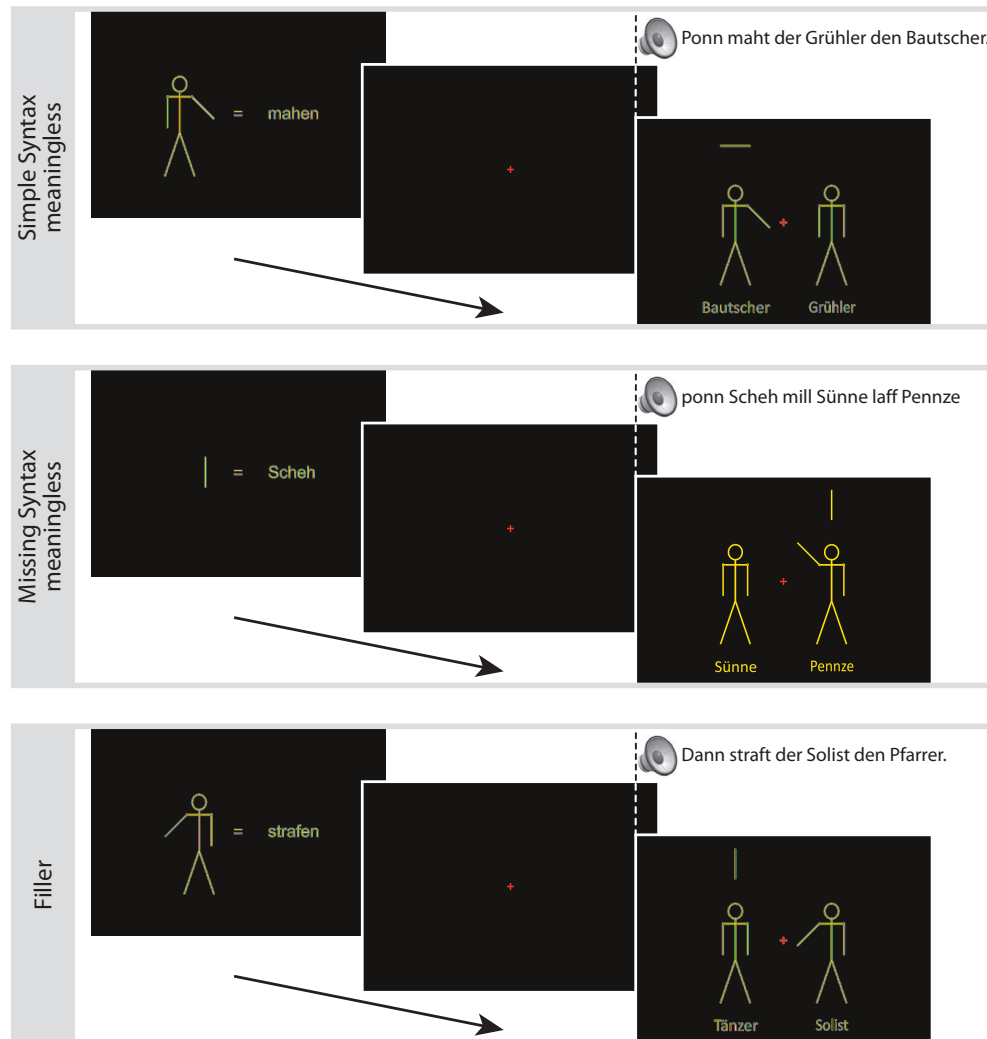 Simple Syntax
meaningless
= mahen
Ponn maht der Grühler den Bautscher.
Bautscher Grühler
Missing Syntax
meaningless
= Scheh
ponn Scheh mill Sünne laff Pennze
Sünne Pennze
Filler
= strafen
Dann straft der Solist den Pfarrer.
Tänzer Solist